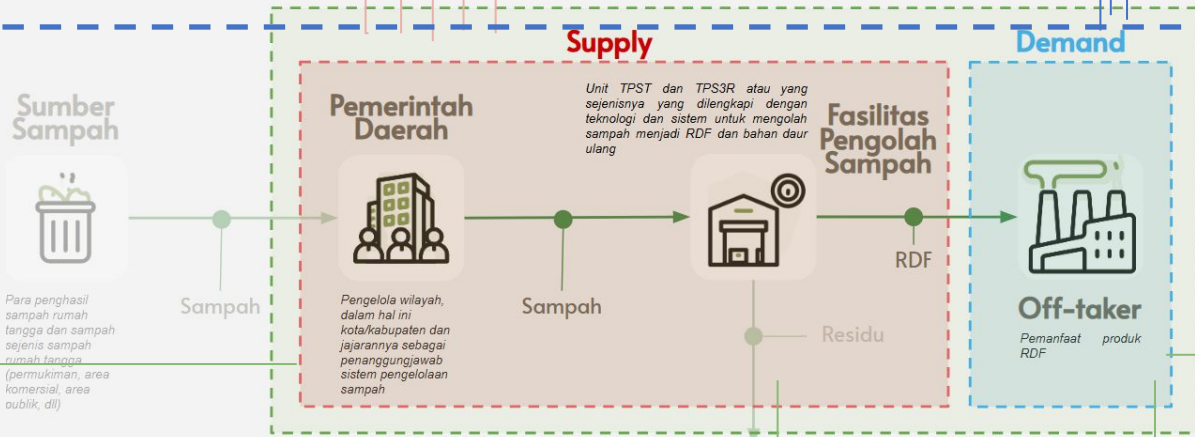 Supply
Demand
Sumber
Sampah
Pemerintah
Daerah
Unit TPST dan TPS3R atau yang
sejenisnya yang dilengkapi dengan
teknologi dan sistem untuk mengolah
sampah menjadi RDF dan bahan daur
ulang
Fasilitas
Pengolah
Sampah
Sampah
Sampah
RDF
Residu
Para penghasil
sampah rumah
tangga dan sampah
sejenis sampah
rumah tangga
(permukiman, area
komersial, area
publik, dll)
Pengelola wilayah,
dalam hal ini
kota/kabupaten dan
jajarannya sebagai
penanggungjawab
sistem pengelolaan
sampah
Off-taker
Pemanfaat produk
RDF